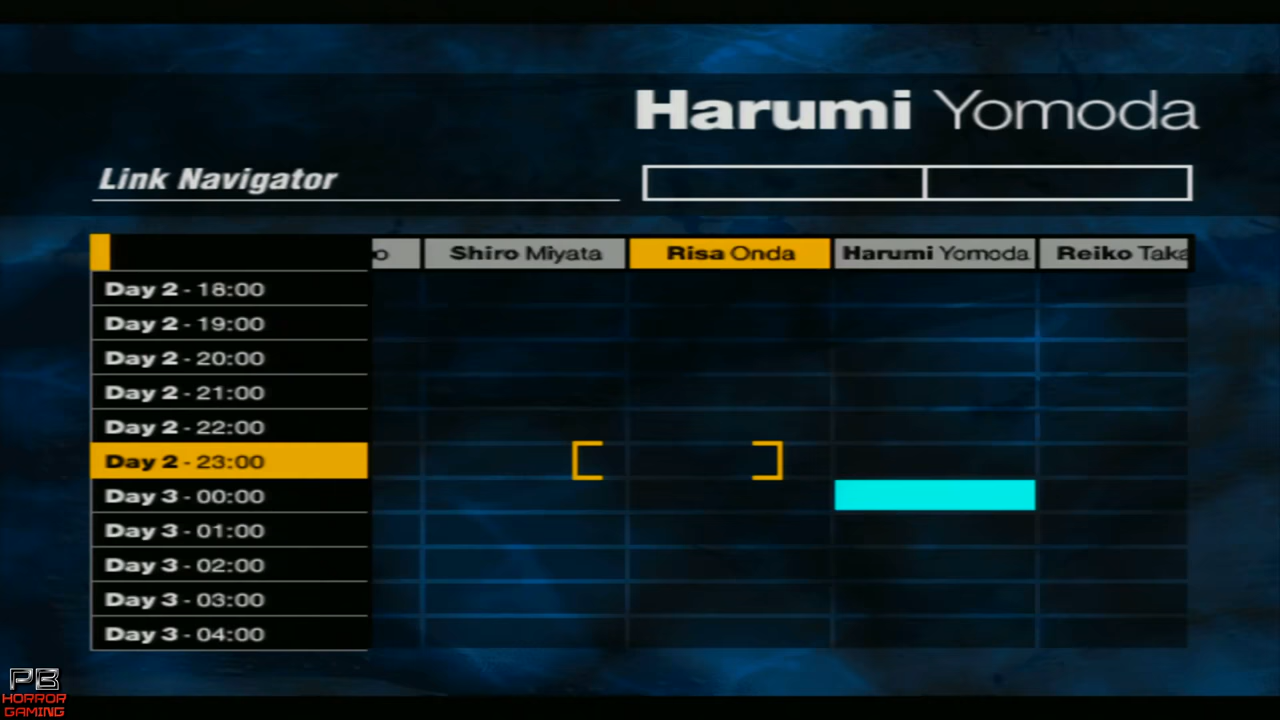 Harumi Yomoda
Link Navigator
o Shiro Miyata Risa Onda Harumi Yomoda Reiko Taka
Day 2 - 18:00
Day 2 - 19:00
Day 2 - 20:00
Day 2 - 21:00
Day 2 - 22:00
Day 2 - 23:00
Day 3 - 00:00
Day 3 - 01:00
Day 3 - 02:00
Day 3 - 03:00
Day 3 - 04:00
PB
HORROR
GAMING